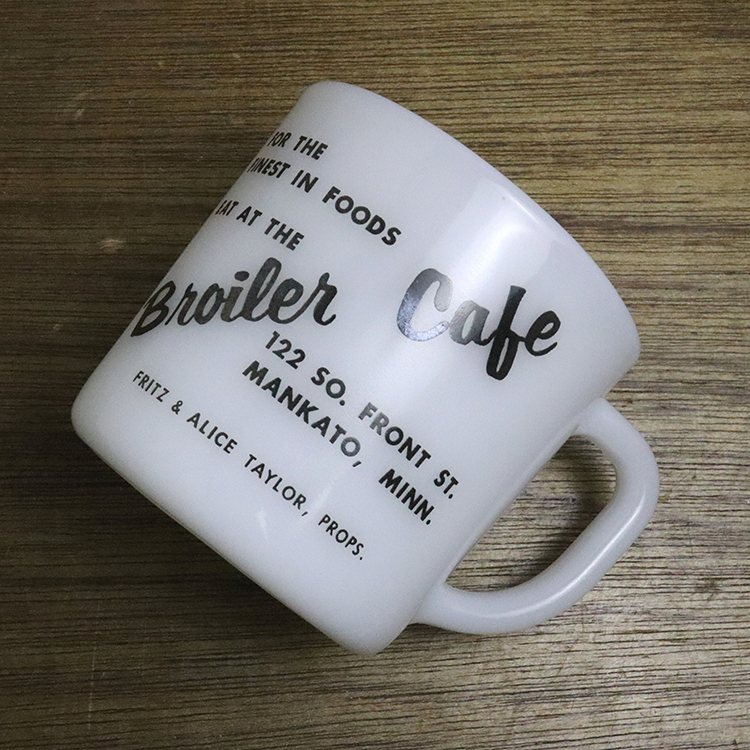 FOR THE
FINEST IN FOODS
EAT AT THE
Broiler Cafe
122 SO. FRONT ST.
MANKATO, MINN.
FRITZ & ALICE TAYLOR, PROPS.